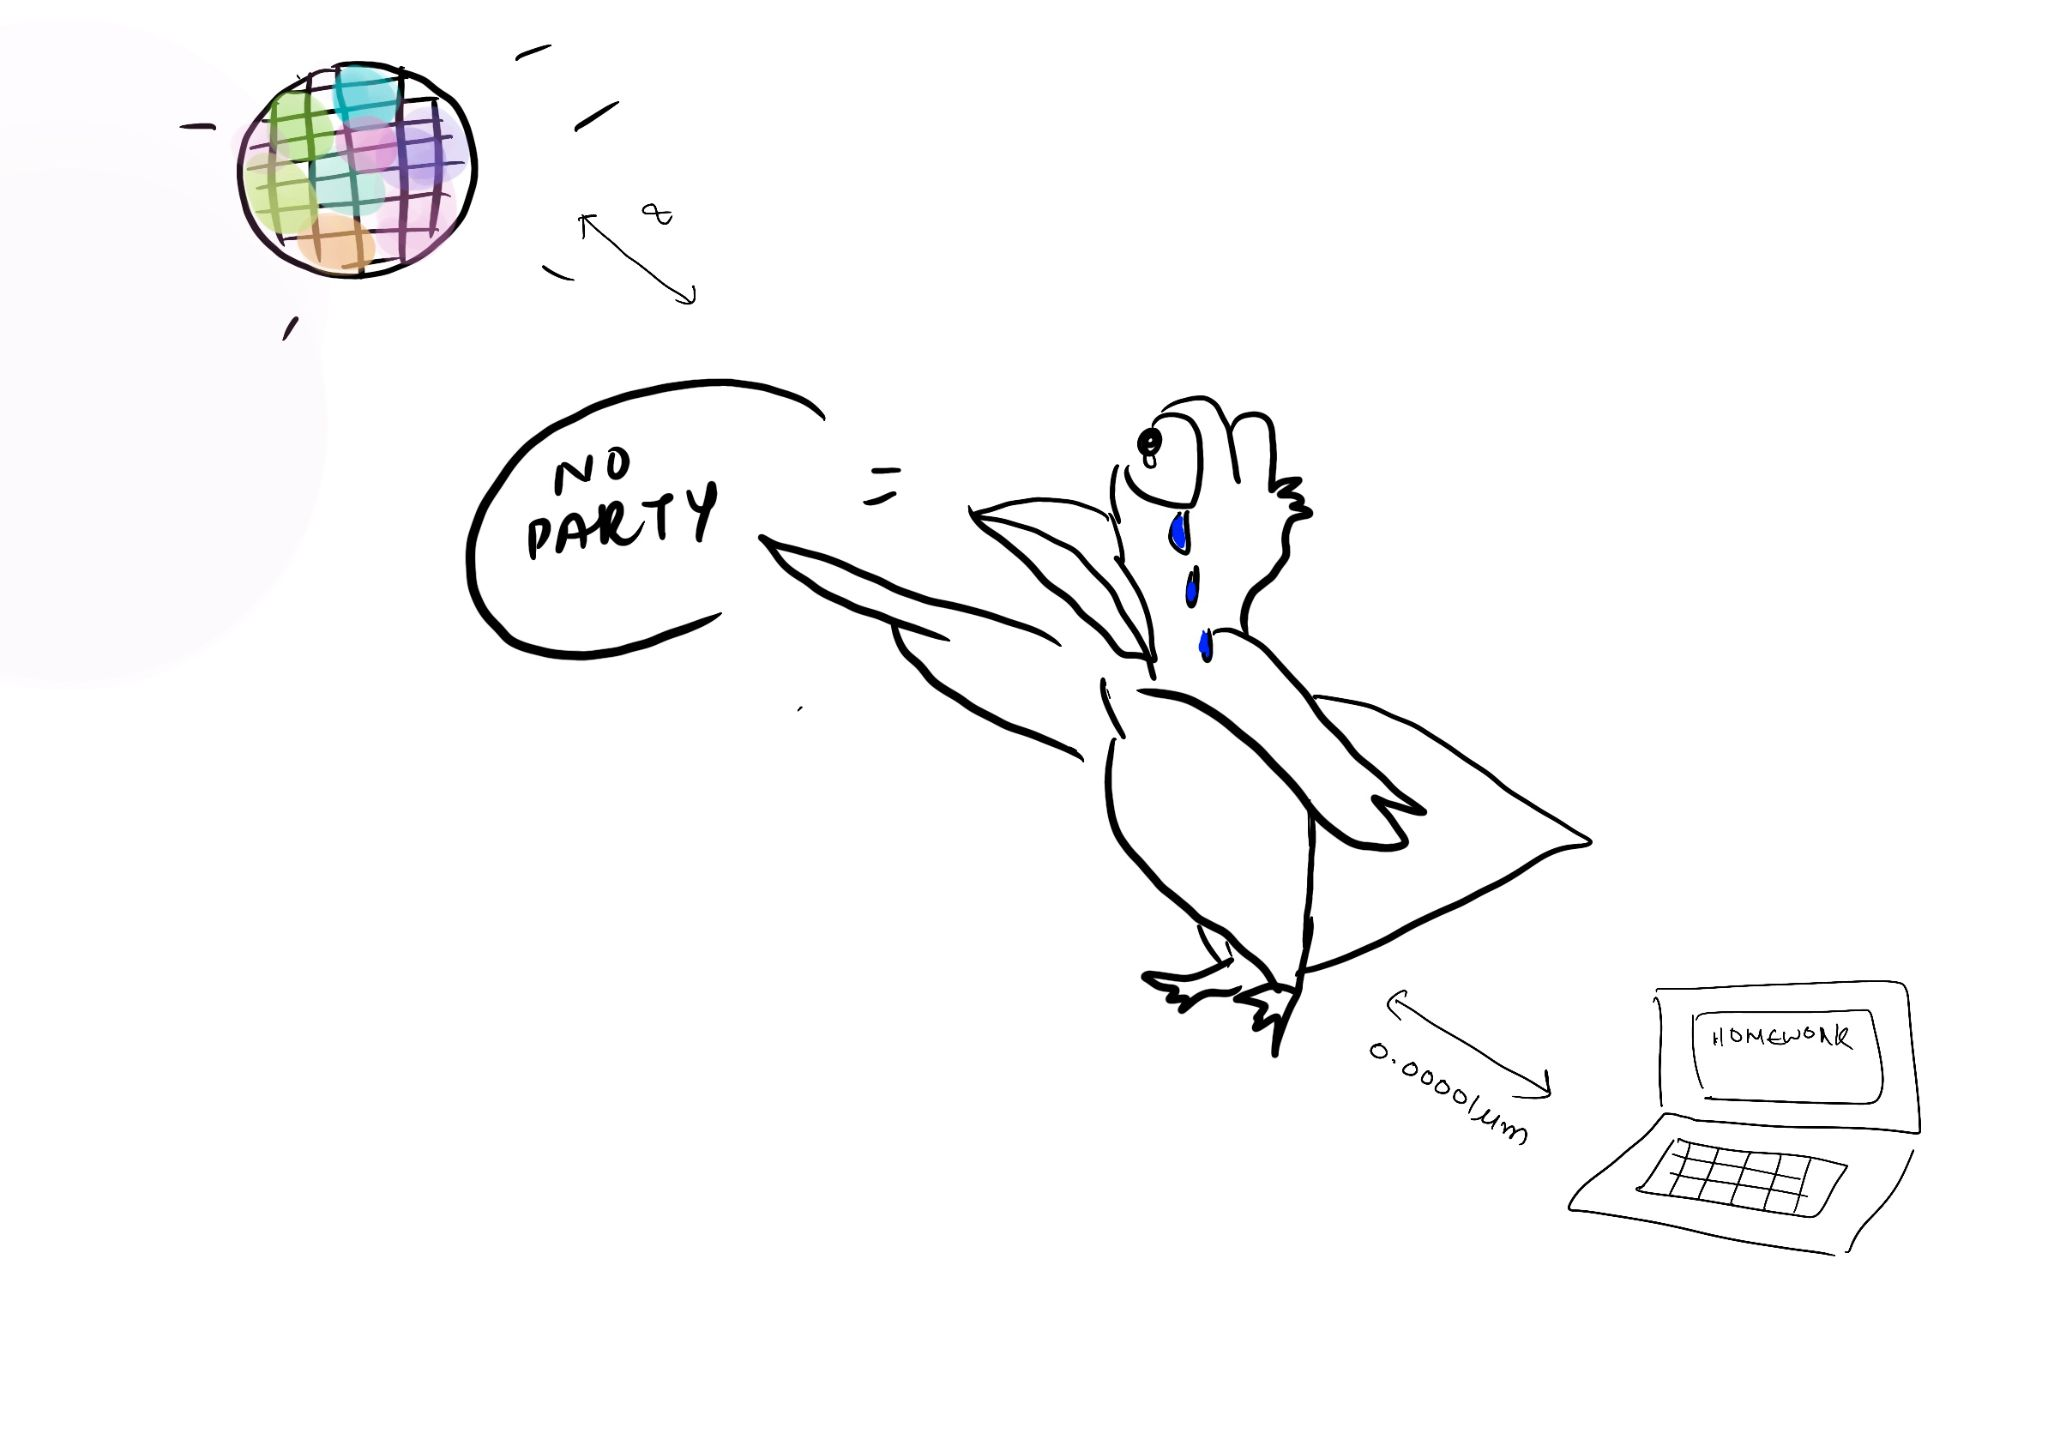 ∞
NO
PARTY
=
HOMEWORK
0.00001µm